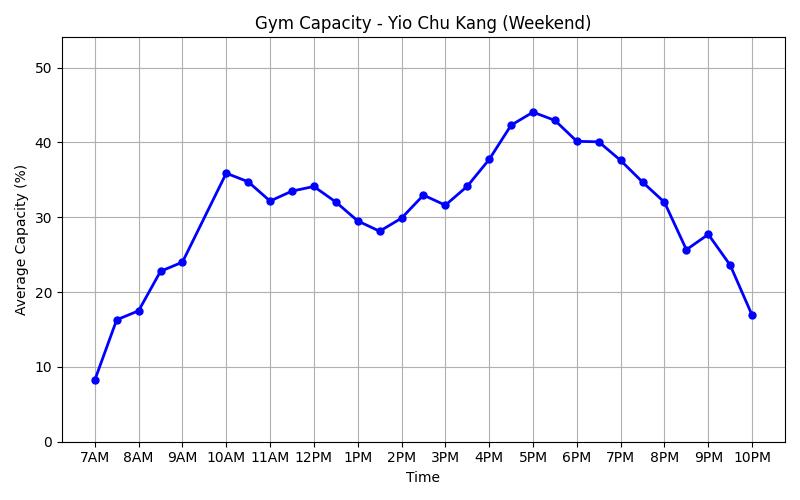 Gym Capacity - Yio Chu Kang (Weekend)
50
40
30
20
10
0
Average Capacity (%)
7AM 8AM 9AM 10AM 11AM 12PM 1PM 2PM 3PM 4PM 5PM 6PM 7PM 8PM 9PM 10PM
Time